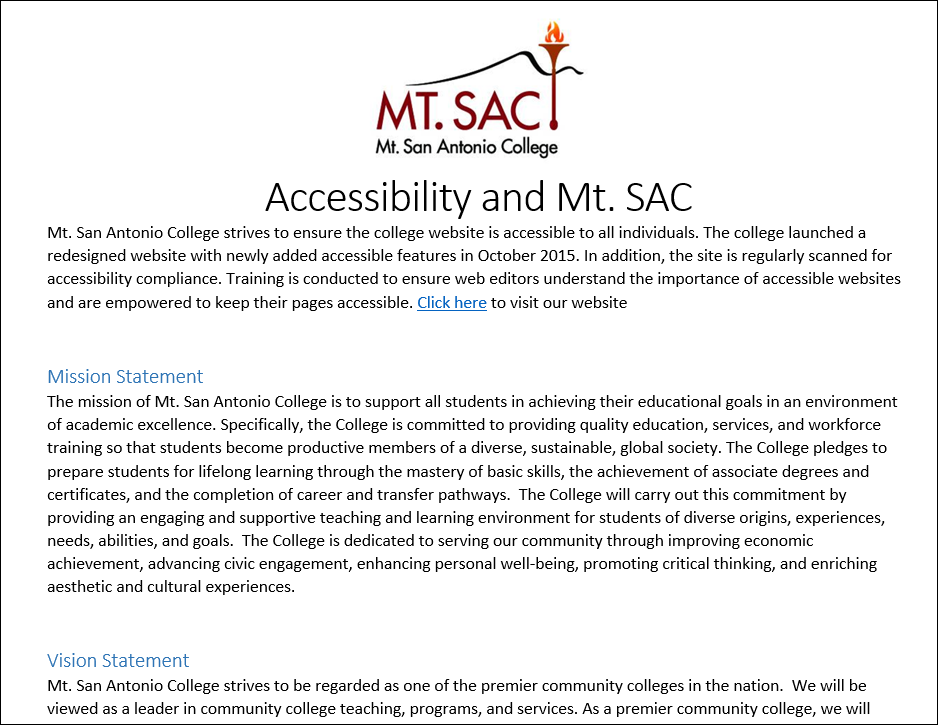 MT. SAC
Mt. San Antonio College
Accessibility and Mt. SAC
Mt. San Antonio College strives to ensure the college website is accessible to all individuals. The college launched a
redesigned website with newly added accessible features in October 2015. In addition, the site is regularly scanned for
accessibility compliance. Training is conducted to ensure web editors understand the importance of accessible websites
and are empowered to keep their pages accessible. Click here to visit our website
Mission Statement
The mission of Mt. San Antonio College is to support all students in achieving their educational goals in an environment
of academic excellence. Specifically, the College is committed to providing quality education, services, and workforce
training so that students become productive members of a diverse, sustainable, global society. The College pledges to
prepare students for lifelong learning through the mastery of basic skills, the achievement of associate degrees and
certificates, and the completion of career and transfer pathways.  The College will carry out this commitment by
providing an engaging and supportive teaching and learning environment for students of diverse origins, experiences,
needs, abilities, and goals.  The College is dedicated to serving our community through improving economic
achievement, advancing civic engagement, enhancing personal well-being, promoting critical thinking, and enriching
aesthetic and cultural experiences.
Vision Statement
Mt. San Antonio College strives to be regarded as one of the premier community colleges in the nation.  We will be
viewed as a leader in community college teaching, programs, and services. As a premier community college, we will